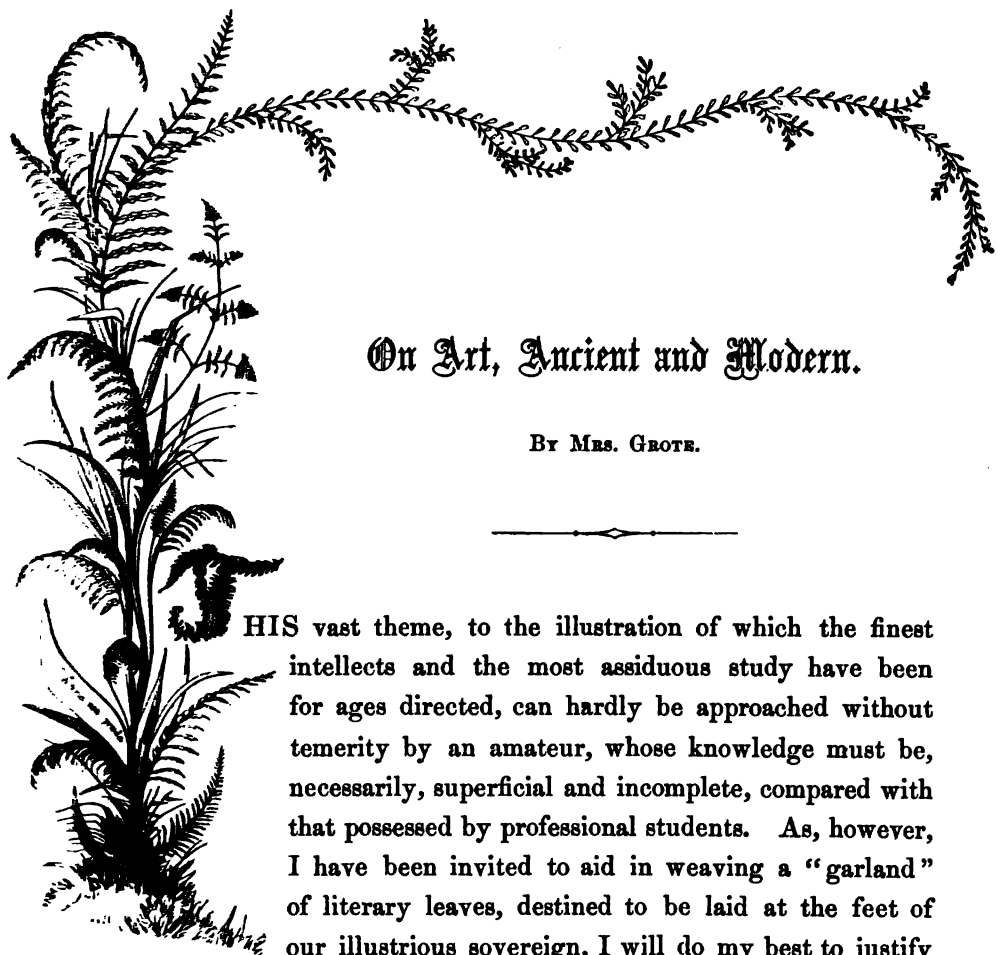 On Art, Ancient and Modern.
By Mrs. Grote.
THIS vast theme, to the illustration of which the finest
intellects and the most assiduous study have been
for ages directed, can hardly be approached without
temerity by an amateur, whose knowledge must be,
necessarily, superficial and incomplete, compared with
that possessed by professional students. As, however,
I have been invited to aid in weaving a “garland”
of literary leaves, destined to be laid at the feet of
our illustrious sovereign, I will do my best to justify